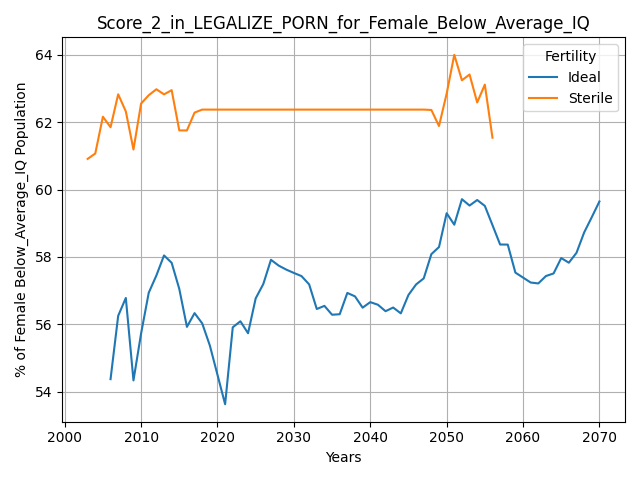 Score_2_in_LEGALIZE_PORN_for_Female_Below_Average_IQ
% of Female Below_Average_IQ Population
64
62
60
58
56
54
Fertility
Ideal
Sterile
2000 2010 2020 2030 2040 2050 2060 2070
Years